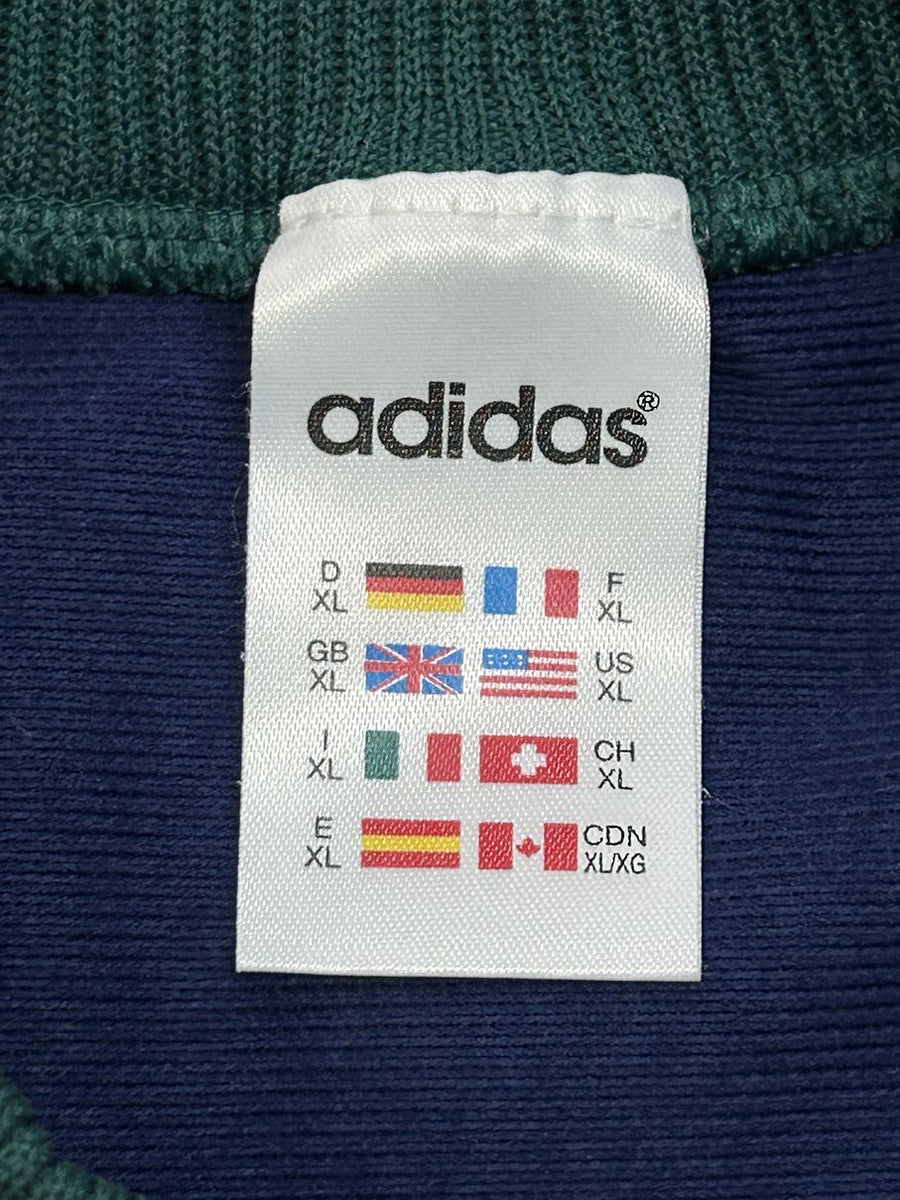 adidas®
D F
XL XL
GB US
XL XL
I CH
XL XL
E CDN
XL XL/XG